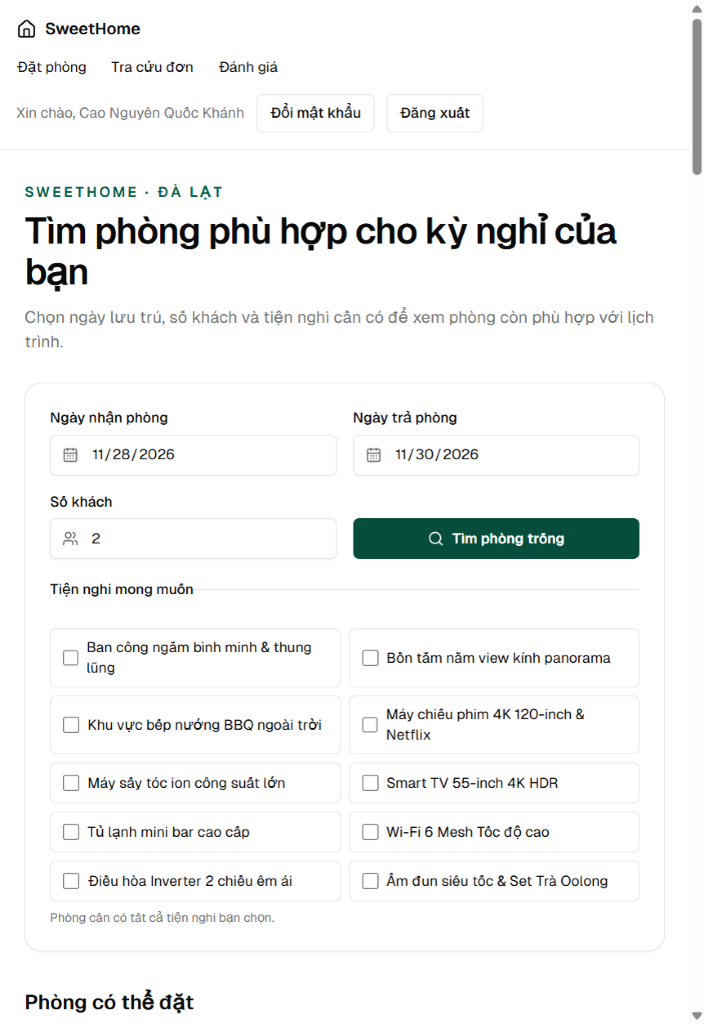 SweetHome
Đặt phòng Tra cứu đơn Đánh giá
Xin chào, Cao Nguyên Quốc Khánh Đổi mật khẩu Đăng xuất
SWEETHOME · ĐÀ LẠT
Tìm phòng phù hợp cho kỳ nghỉ của
bạn
Chọn ngày lưu trú, số khách và tiện nghi cần có để xem phòng còn phù hợp với lịch
trình.
Ngày nhận phòng Ngày trả phòng
11/28/2026 11/30/2026
Số khách
2 Tìm phòng trống
Tiện nghi mong muốn
Ban công ngắm bình minh & thung
lũng
Bồn tắm nằm view kính panorama
Khu vực bếp nướng BBQ ngoài trời
Máy chiếu phim 4K 120-inch &
Netflix
Máy sấy tóc ion công suất lớn Smart TV 55-inch 4K HDR
Tủ lạnh mini bar cao cấp Wi-Fi 6 Mesh Tốc độ cao
Điều hòa Inverter 2 chiều êm ái Ấm đun siêu tốc & Set Trà Oolong
Phòng cần có tất cả tiện nghi bạn chọn.
Phòng có thể đặt